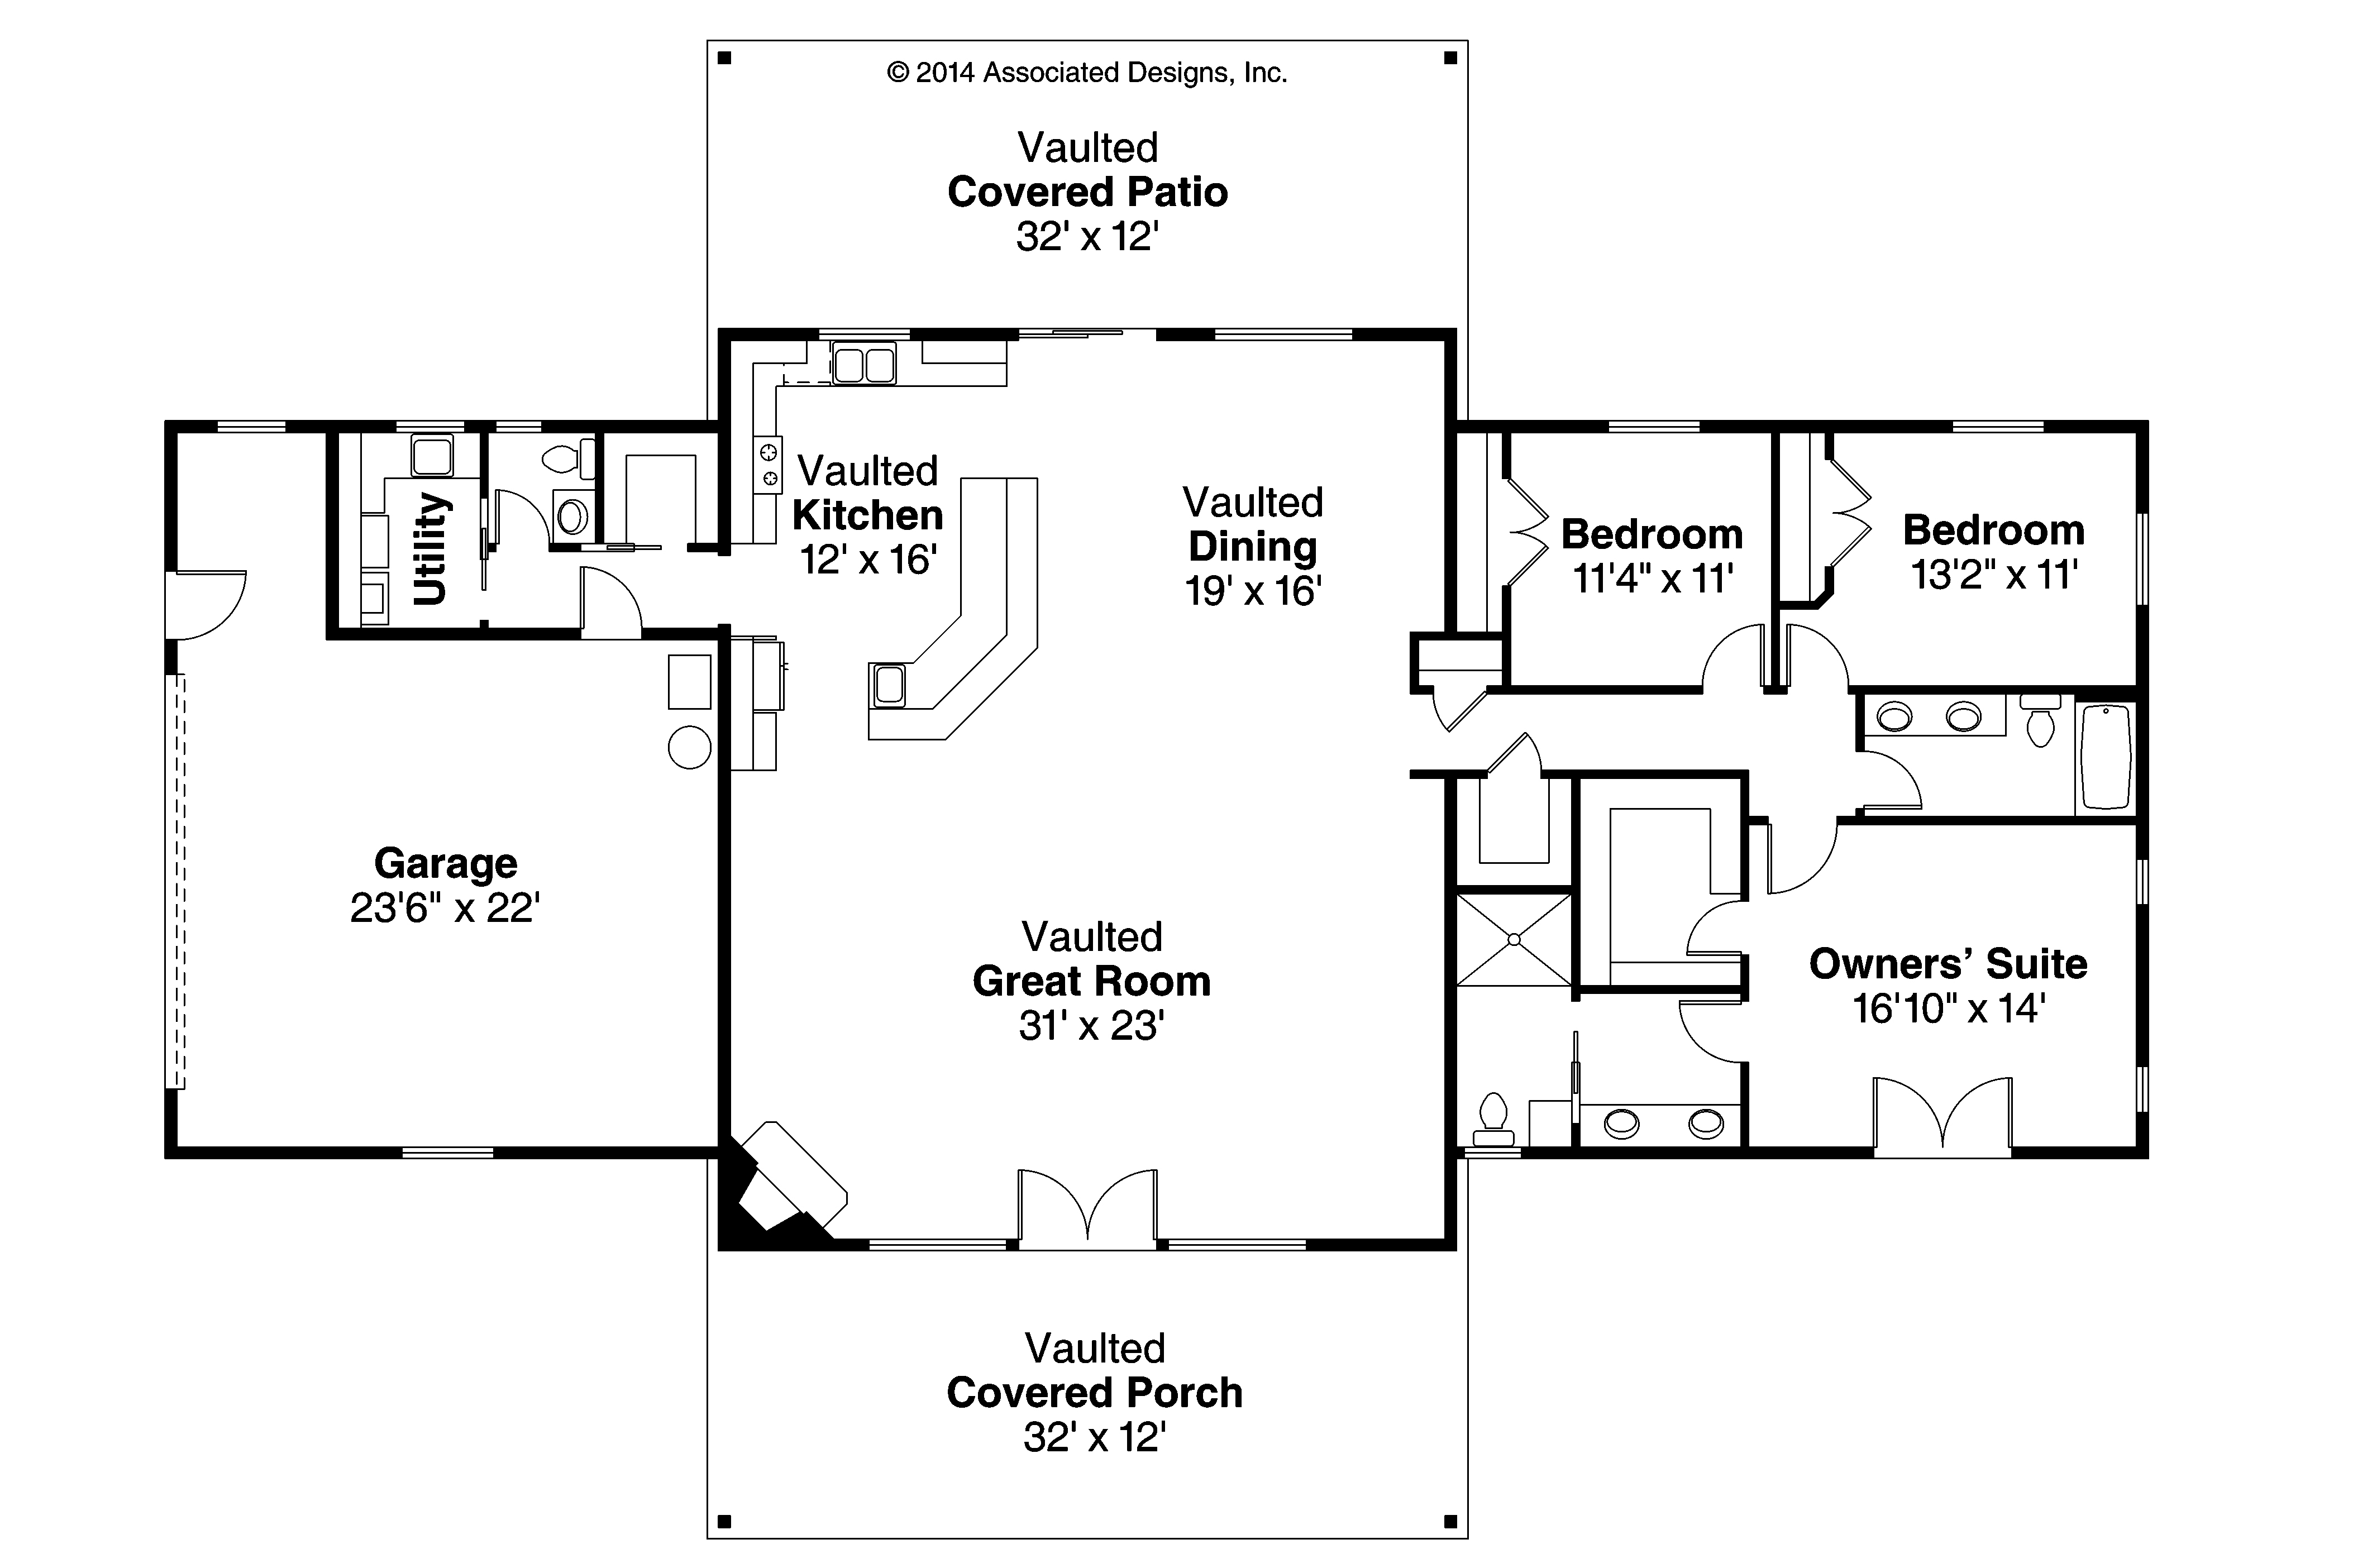 © 2014 Associated Designs, Inc.
Vaulted
Covered Patio
32' x 12'
Utility
Vaulted
Kitchen
12' x 16'
Vaulted
Dining
19' x 16'
Bedroom
11'4" x 11'
Bedroom
13'2" x 11'
Garage
23'6" x 22'
Vaulted
Great Room
31' x 23'
Owners’ Suite
16'10" x 14'
Vaulted
Covered Porch
32' x 12'